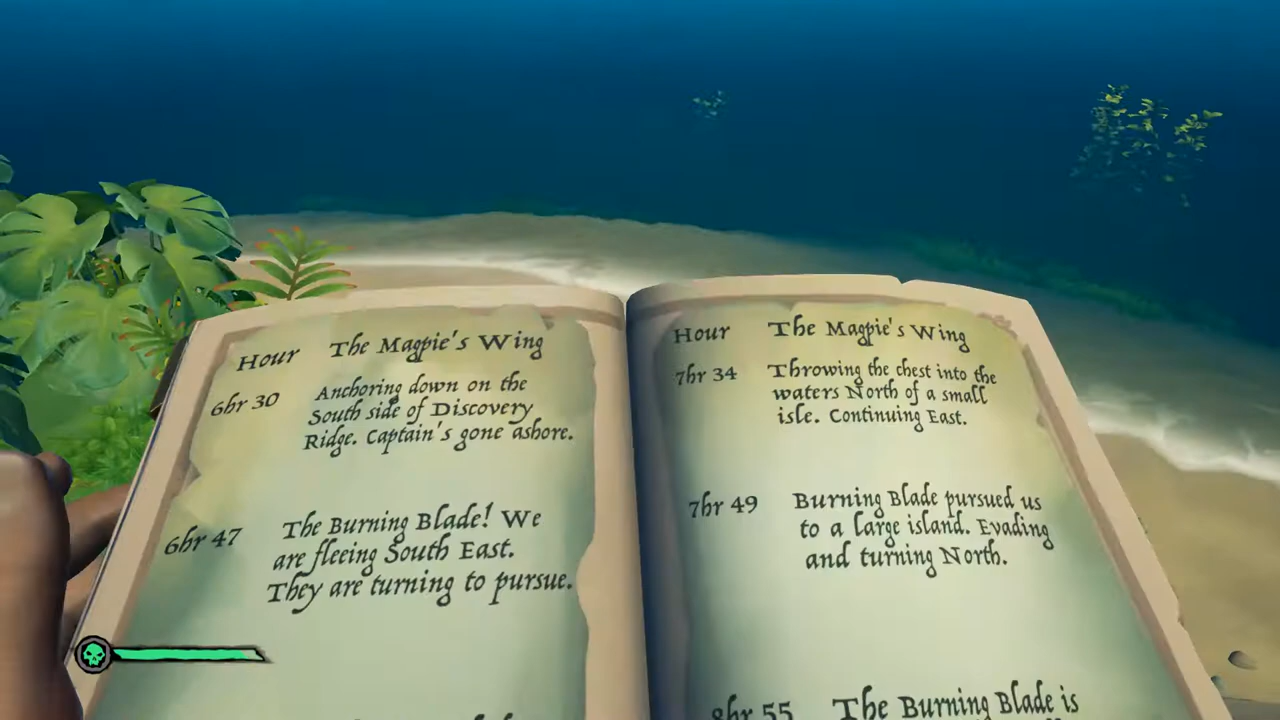 Hour The Magpie's Wing
6hr 30 Anchoring down on the
South side of Discovery
Ridge. Captain's gone ashore.
6hr 47 The Burning Blade! We
are fleeing South East.
They are turning to pursue.
Hour The Magpie's Wing
7hr 34 Throwing the chest into the
waters North of a small
isle. Continuing East.
7hr 49 Burning Blade pursued us
to a large island. Evading
and turning North.
8hr 55 The Burning Blade is